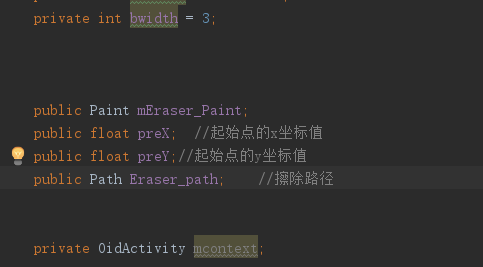 private int bwidth = 3;
public Paint mEraser_Paint;
public float preX;  //起始点的x坐标值
public float preY;//起始点的y坐标值
public Path Eraser_path;    //擦除路径
private OidActivity mcontext;